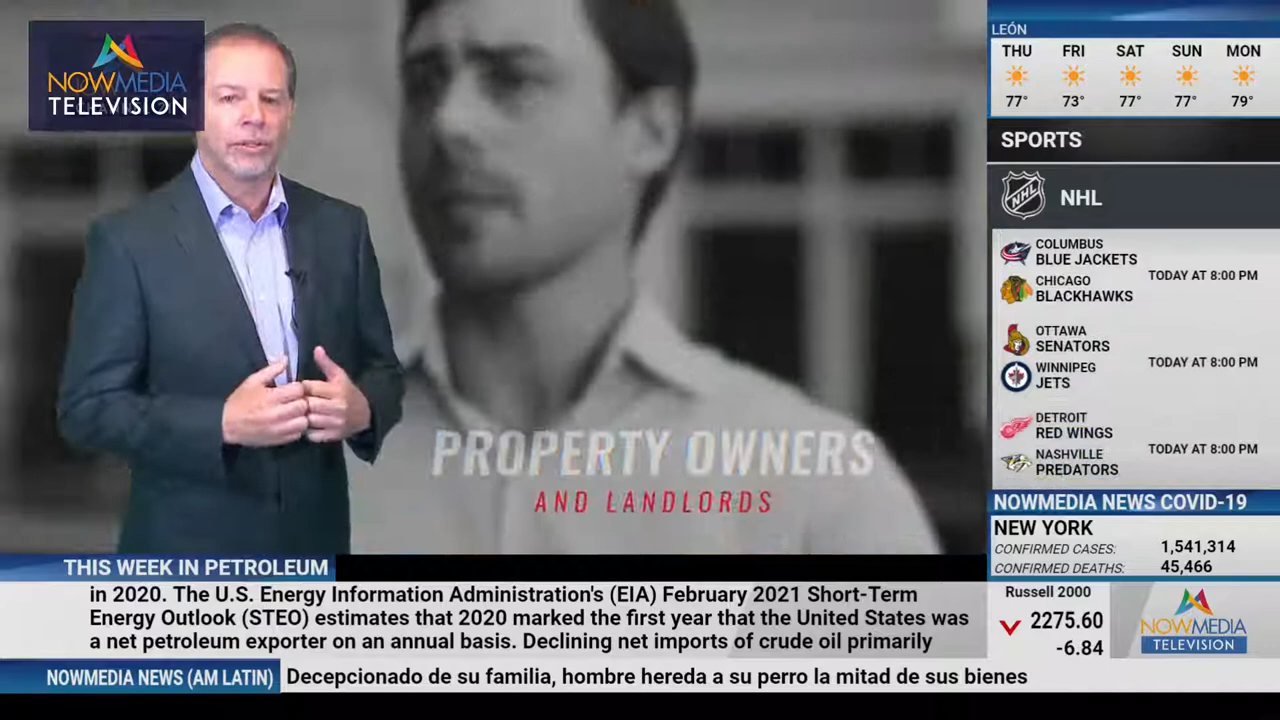 NOWMEDIA
TELEVISION
PROPERTY OWNERS
AND LANDLORDS
LEÓN
THU FRI SAT SUN MON
77° 73° 77° 77° 79°
SPORTS
NHL
NHL
COLUMBUS
BLUE JACKETS
TODAY AT 8:00 PM
CHICAGO
BLACKHAWKS
OTTAWA
SENATORS
TODAY AT 8:00 PM
WINNIPEG
JETS
DETROIT
RED WINGS
TODAY AT 8:00 PM
NASHVILLE
PREDATORS
NOWMEDIA NEWS COVID-19
NEW YORK
CONFIRMED CASES: 1,541,314
CONFIRMED DEATHS: 45,466
THIS WEEK IN PETROLEUM
in 2020. The U.S. Energy Information Administration's (EIA) February 2021 Short-Term
Energy Outlook (STEO) estimates that 2020 marked the first year that the United States was
a net petroleum exporter on an annual basis. Declining net imports of crude oil primarily
Russell 2000
2275.60
-6.84
NOWMEDIA
TELEVISION
NOWMEDIA NEWS (AM LATIN) Decepcionado de su familia, hombre hereda a su perro la mitad de sus bienes